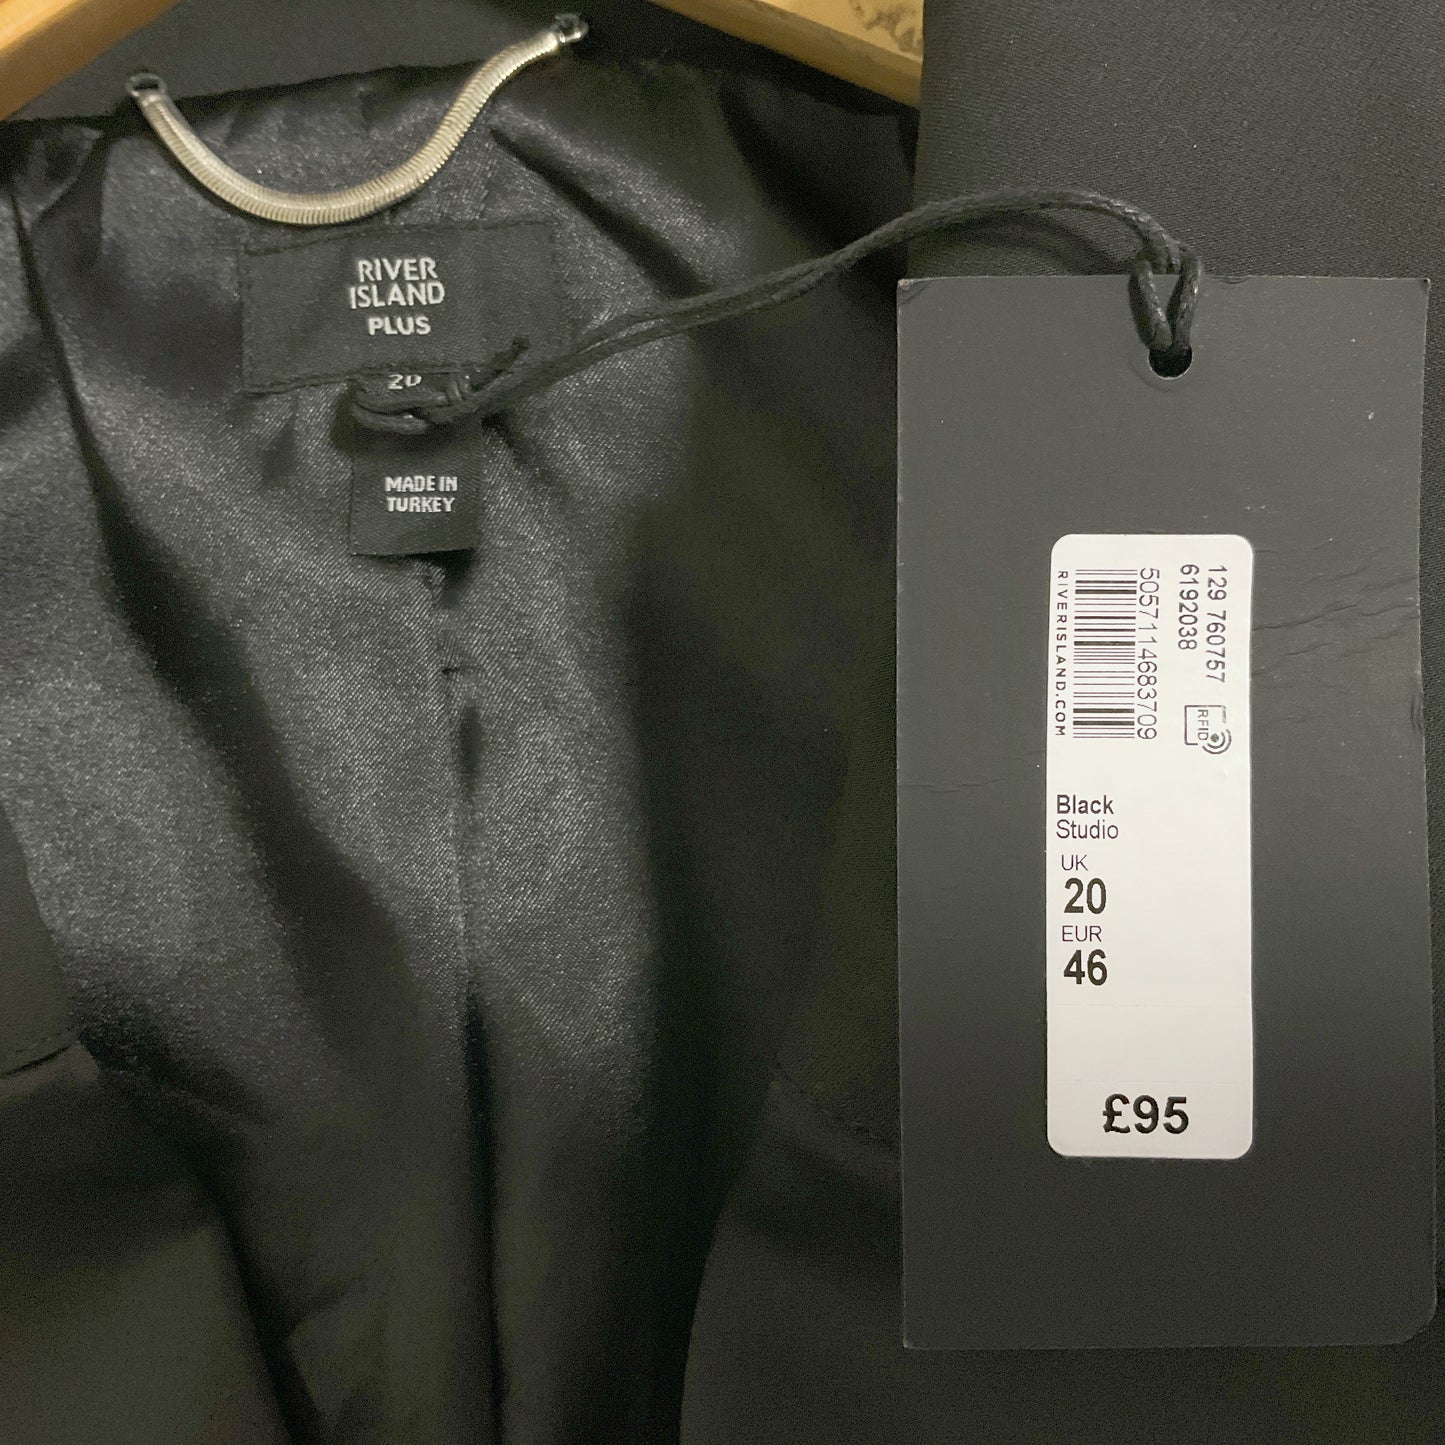 RIVER
ISLAND
PLUS
20
MADE IN
TURKEY
129 760757
6192038
5057114683709
RIVERISLAND.COM
RFID
Black
Studio
UK
20
EUR
46
£95